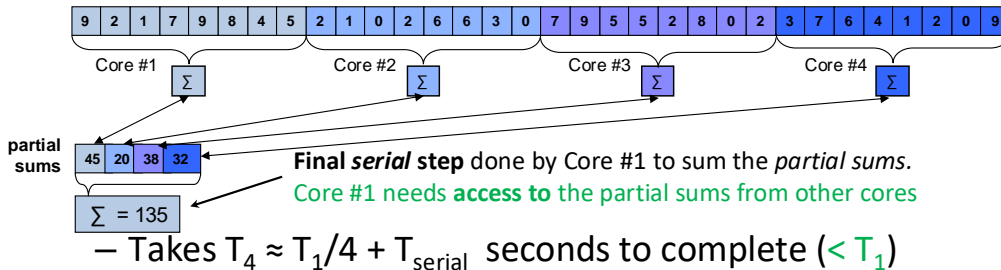 9 2 1 7 9 8 4 5 2 1 0 2 6 2 3 0 7 9 5 5 2 8 0 2 3 7 6 4 1 2 0 9
Core #1 Core #2 Core #3 Core #4
Σ Σ Σ Σ
partial sums
45 20 38 32
Final serial step done by Core #1 to sum the partial sums.
Core #1 needs access to the partial sums from other cores
Σ = 135
– Takes T₄ ≈ T₁/4 + Tserial seconds to complete (< T₁)